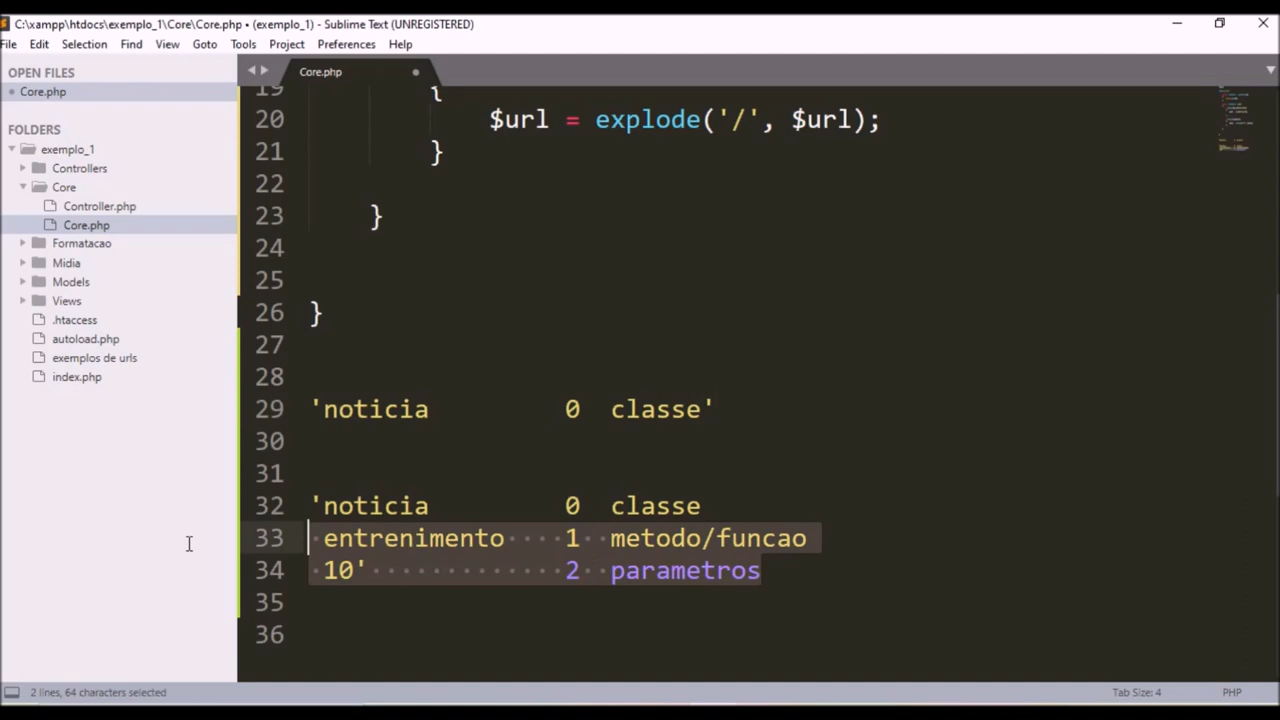 C:\xampp\htdocs\exemplo_1\Core\Core.php • (exemplo_1) - Sublime Text (UNREGISTERED)
File Edit Selection Find View Goto Tools Project Preferences Help
OPEN FILES
Core.php
FOLDERS
exemplo_1
Controllers
Core
Controller.php
Core.php
Formatacao
Midia
Models
Views
.htaccess
autoload.php
exemplos de urls
index.php
Core.php
19 {
20 $url = explode('/', $url);
21 }
22
23 }
24
25
26 }
27
28
29 'noticia 0 classe'
30
31
32 'noticia 0 classe
33 entrenimento 1 metodo/funcao
34 10' 2 parametros
35
36
2 lines, 64 characters selected
Tab Size: 4
PHP